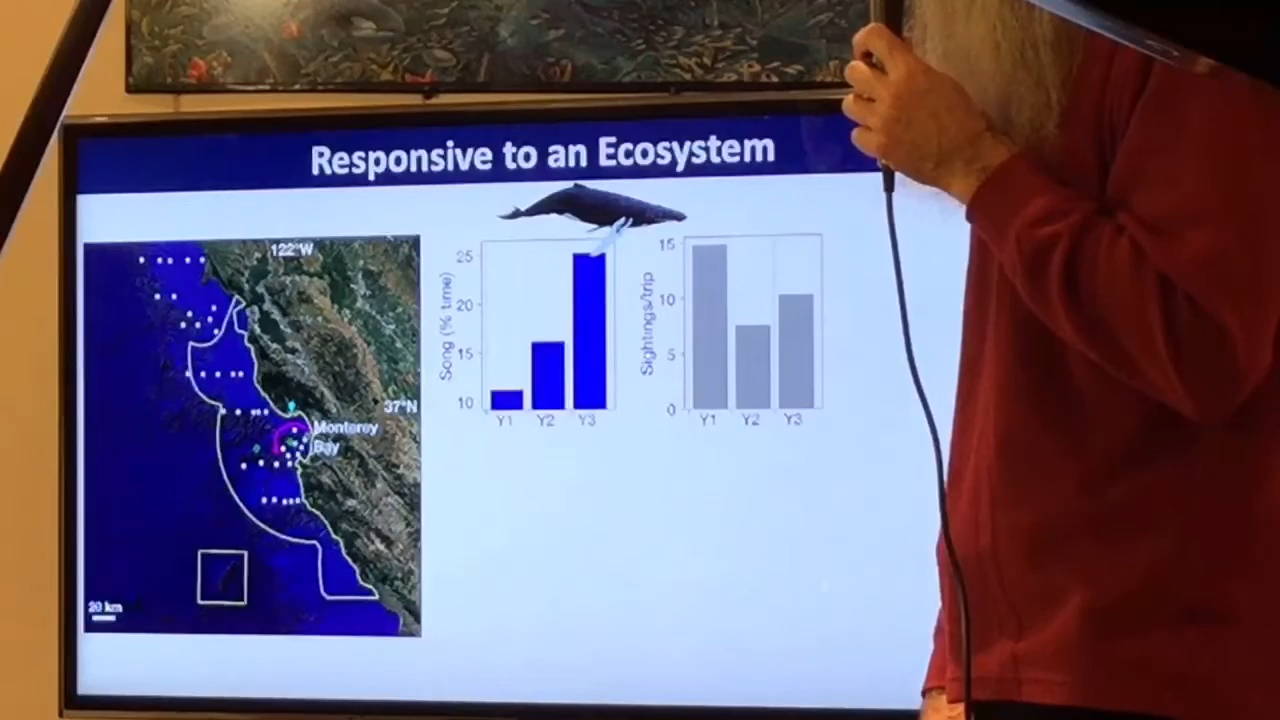 Responsive to an Ecosystem
122°W
37°N
Monterey
Bay
20 km
Song (% time)
25
20
15
10
Y1 Y2 Y3
Sightings/trip
15
10
5
0
Y1 Y2 Y3